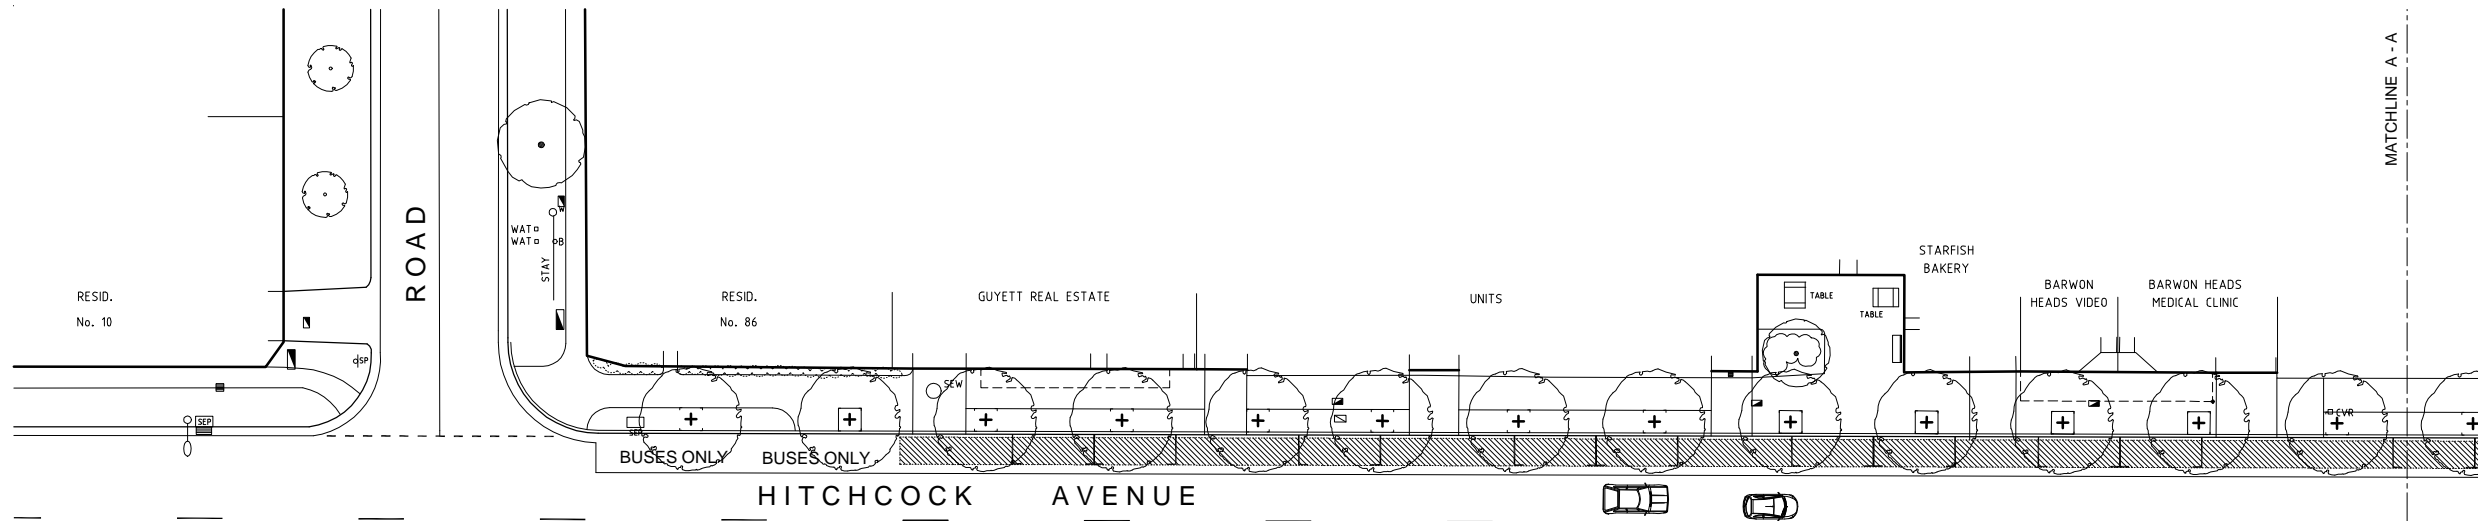 MATCHLINE A - A
ROAD
WAT
WAT
B
W
STAY
STARFISH
BAKERY
RESID.
No. 10
RESID.
No. 86
GUYETT REAL ESTATE
UNITS
TABLE
TABLE
BARWON
HEADS VIDEO
BARWON HEADS
MEDICAL CLINIC
SP
SEW
SEP
SEP
CVR
BUSES ONLY
BUSES ONLY
HITCHCOCK AVENUE